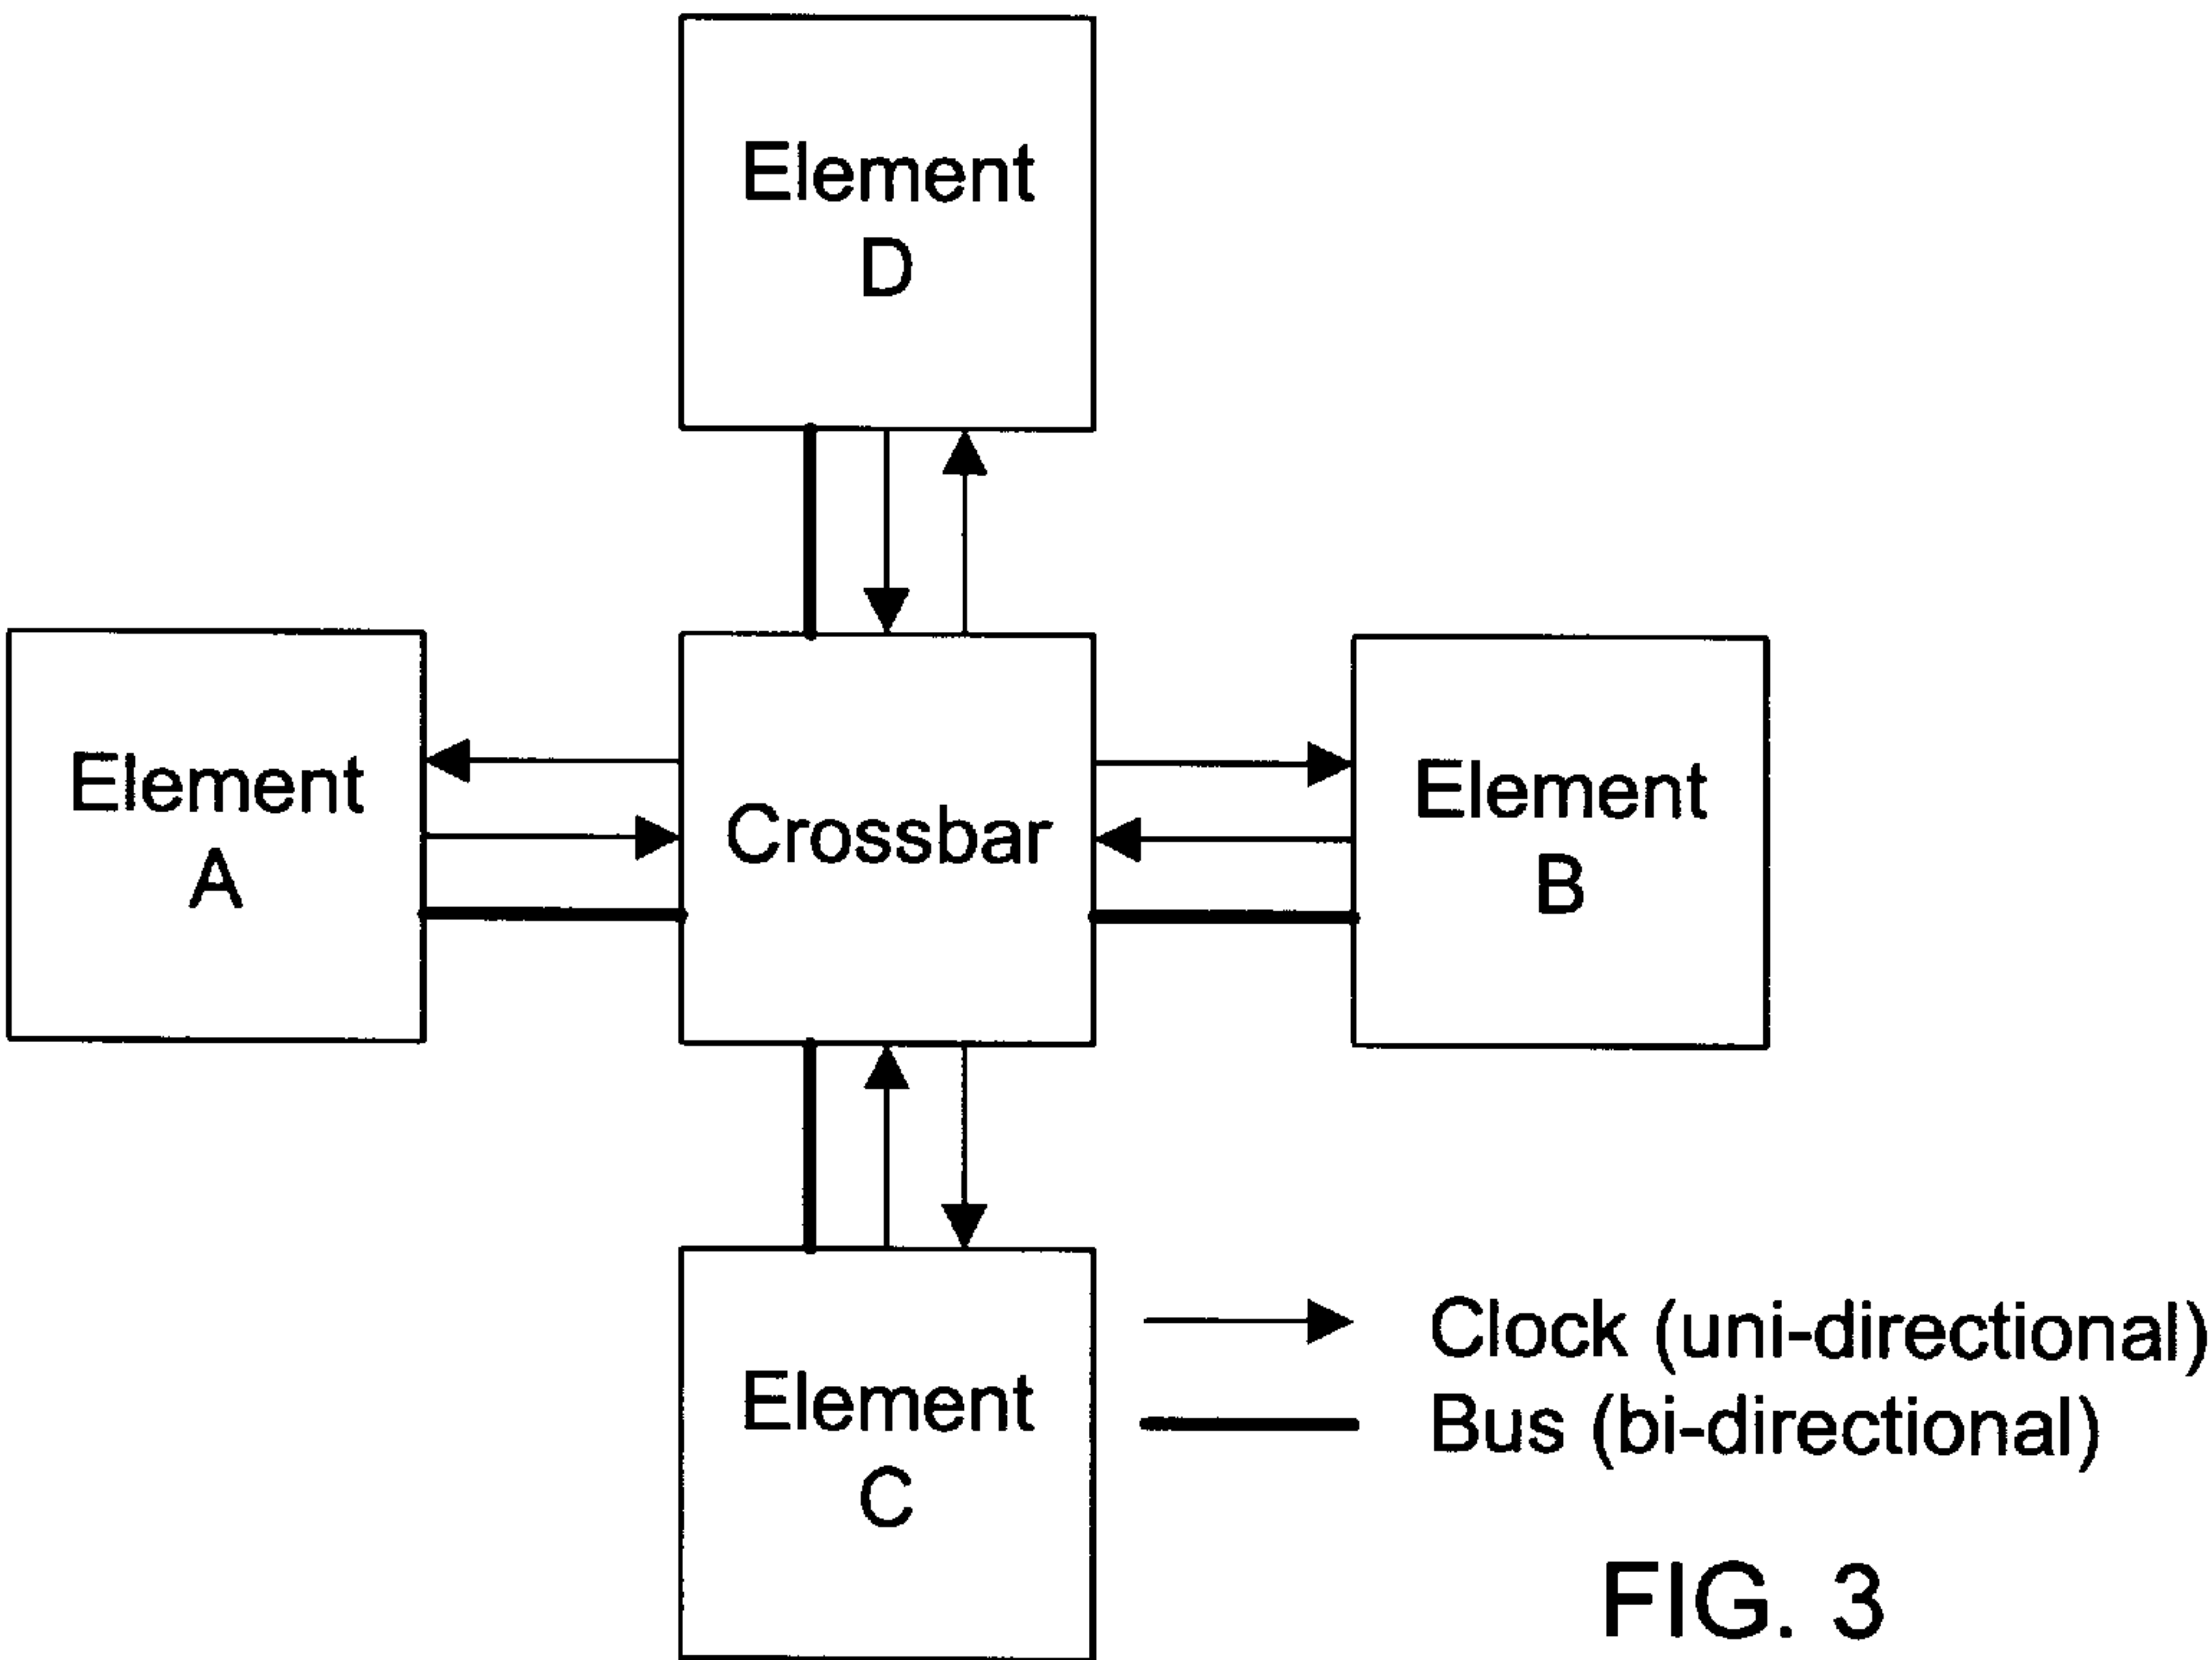 Element
D
Element
A
Crossbar
Element
B
Element
C
Clock (uni-directional)
Bus (bi-directional)
FIG. 3